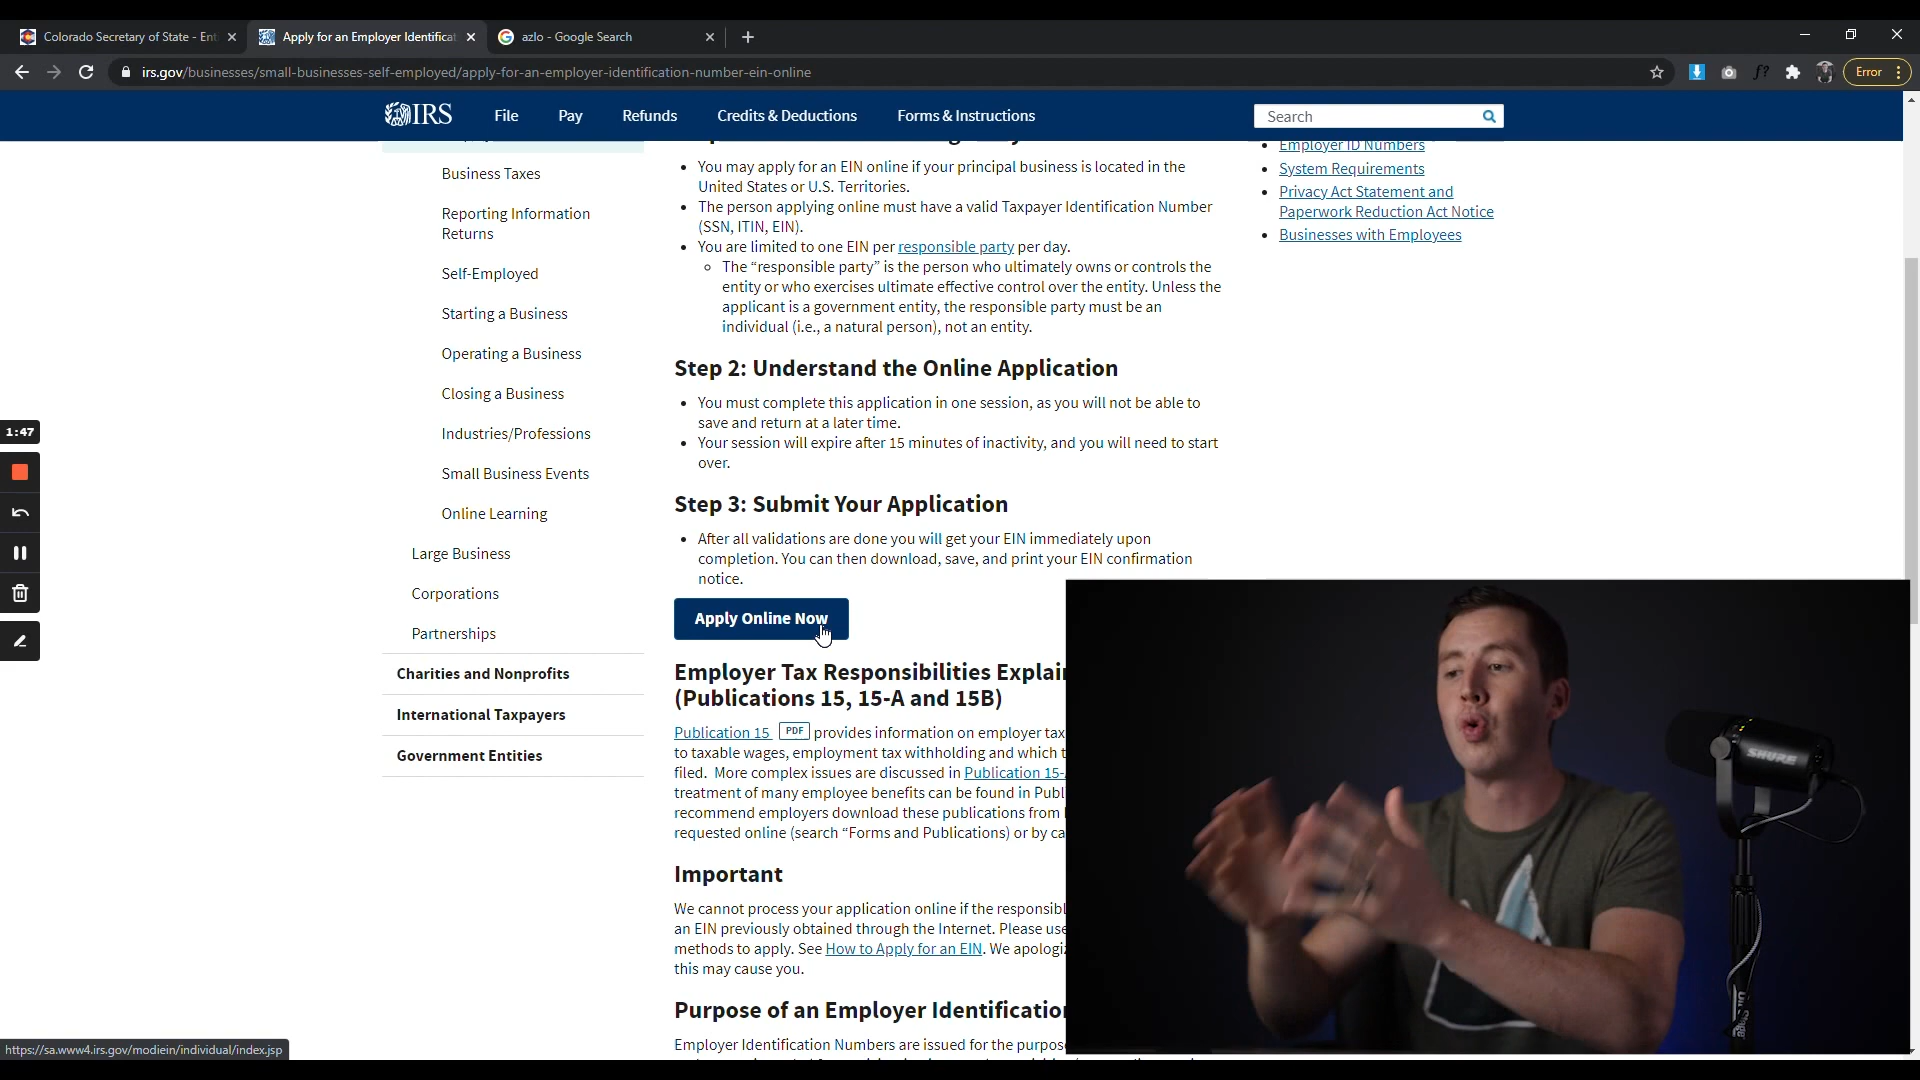 Colorado Secretary of State - Ent
Apply for an Employer Identificat
azlo - Google Search
irs.gov/businesses/small-businesses-self-employed/apply-for-an-employer-identification-number-ein-online
Error
IRS
File
Pay
Refunds
Credits & Deductions
Forms & Instructions
Search
Business Taxes
Reporting Information
Returns
Self-Employed
Starting a Business
Operating a Business
Closing a Business
Industries/Professions
Small Business Events
Online Learning
Large Business
Corporations
Partnerships
Charities and Nonprofits
International Taxpayers
Government Entities
1:47
• You may apply for an EIN online if your principal business is located in the
United States or U.S. Territories.
• The person applying online must have a valid Taxpayer Identification Number
(SSN, ITIN, EIN).
• You are limited to one EIN per responsible party per day.
○ The “responsible party” is the person who ultimately owns or controls the
entity or who exercises ultimate effective control over the entity. Unless the
applicant is a government entity, the responsible party must be an
individual (i.e., a natural person), not an entity.
Step 2: Understand the Online Application
• You must complete this application in one session, as you will not be able to
save and return at a later time.
• Your session will expire after 15 minutes of inactivity, and you will need to start
over.
Step 3: Submit Your Application
• After all validations are done you will get your EIN immediately upon
completion. You can then download, save, and print your EIN confirmation
notice.
Apply Online Now
Employer Tax Responsibilities Explai
(Publications 15, 15-A and 15B)
Publication 15 PDF provides information on employer tax
to taxable wages, employment tax withholding and which t
filed. More complex issues are discussed in Publication 15-
treatment of many employee benefits can be found in Publ
recommend employers download these publications from
requested online (search “Forms and Publications) or by ca
Important
We cannot process your application online if the responsibl
an EIN previously obtained through the Internet. Please use
methods to apply. See How to Apply for an EIN. We apologiz
this may cause you.
Purpose of an Employer Identification
Employer Identification Numbers are issued for the purpos
• Employer ID Numbers
• System Requirements
• Privacy Act Statement and
Paperwork Reduction Act Notice
• Businesses with Employees
SHURE
https://sa.www4.irs.gov/modiein/individual/index.jsp